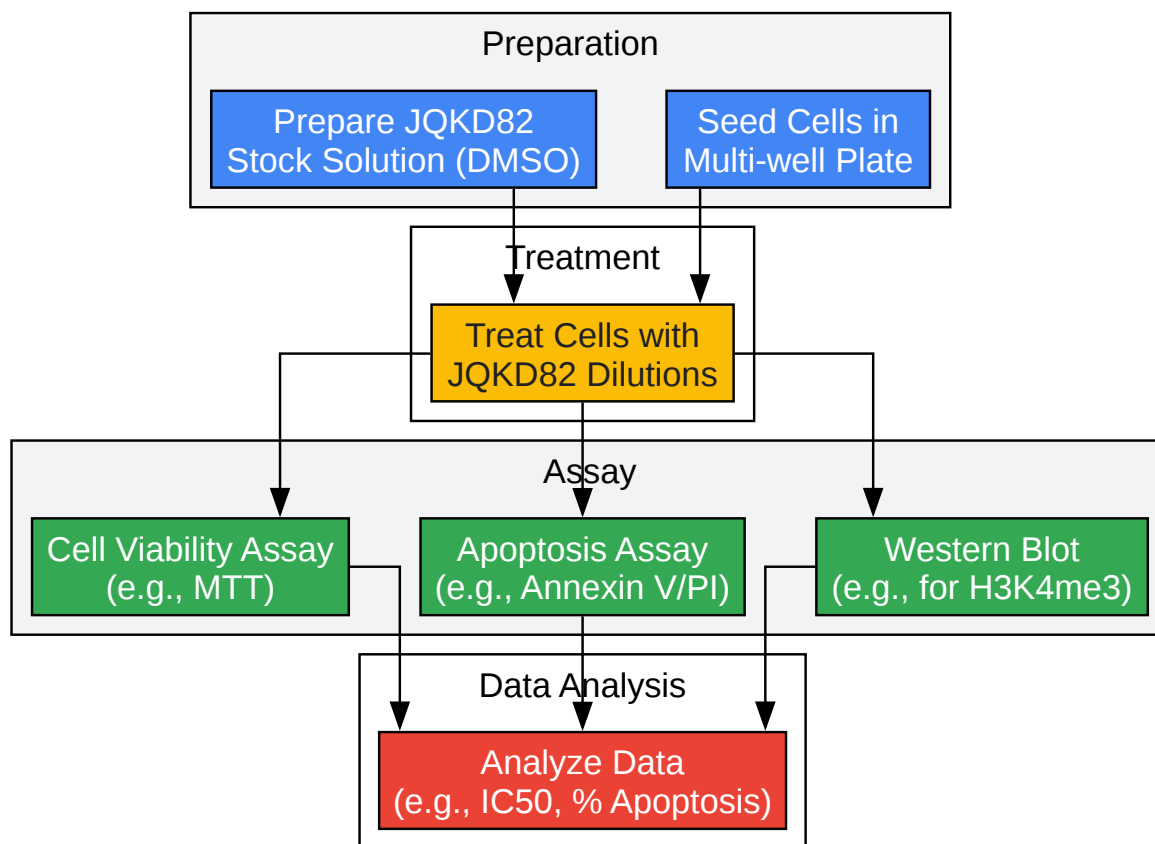 Preparation
Prepare JQKD82
Stock Solution (DMSO)
Seed Cells in
Multi-well Plate
Treatment
Treat Cells with
JQKD82 Dilutions
Assay
Cell Viability Assay
(e.g., MTT)
Apoptosis Assay
(e.g., Annexin V/PI)
Western Blot
(e.g., for H3K4me3)
Data Analysis
Analyze Data
(e.g., IC50, % Apoptosis)